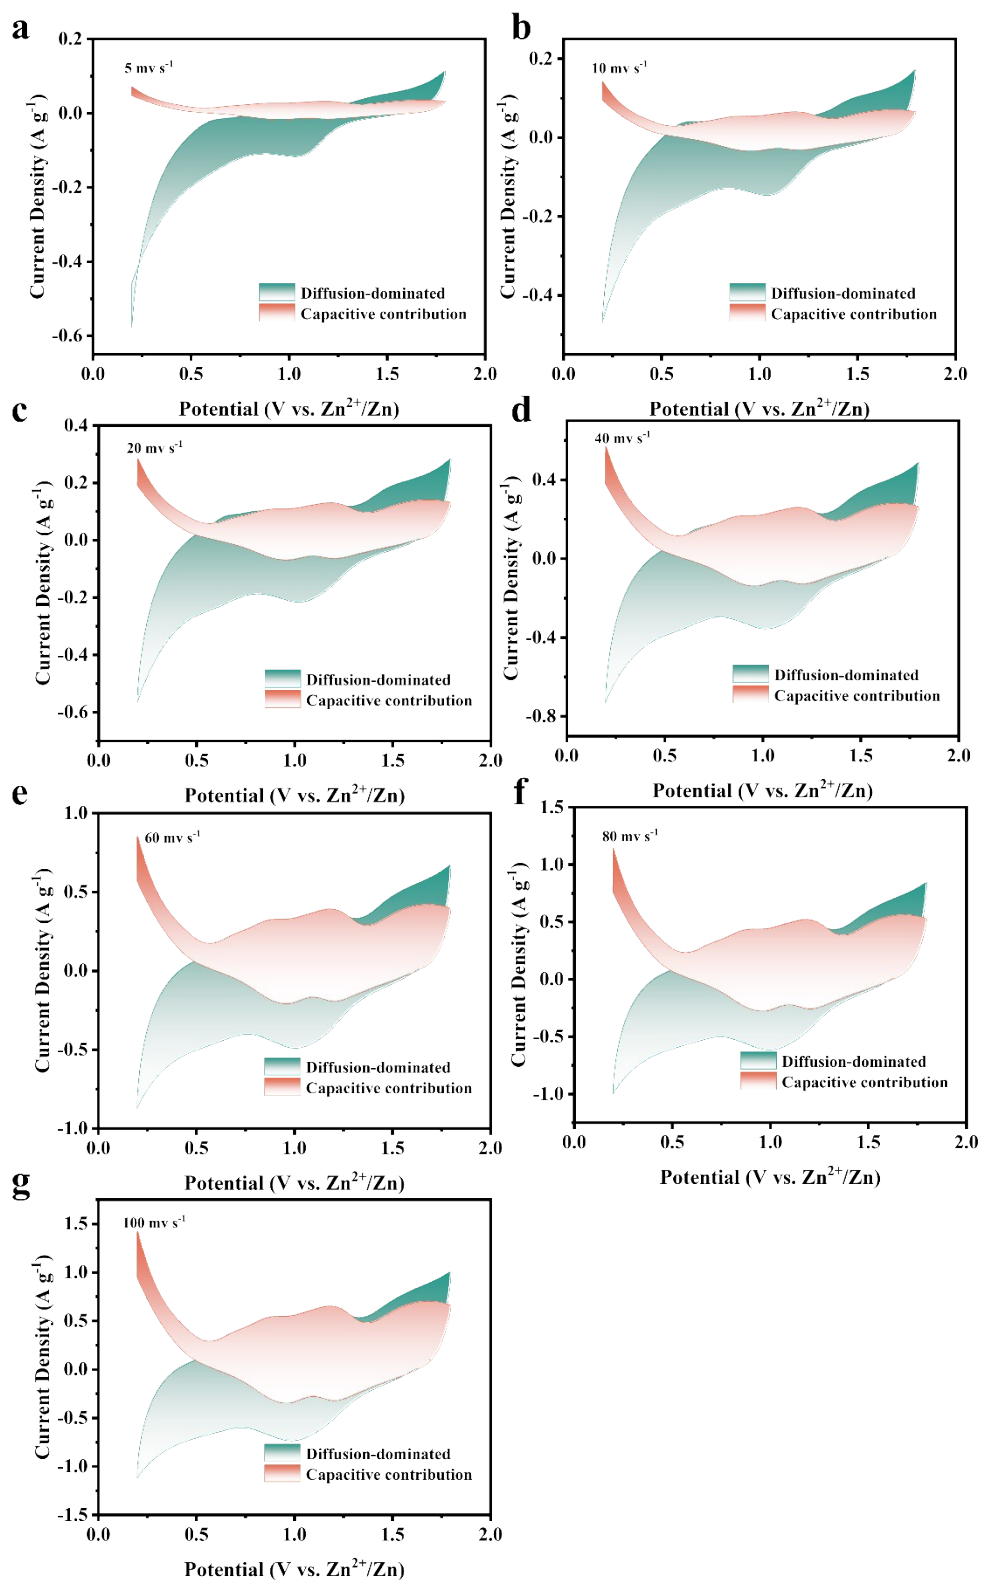 a
0.2
0.0
-0.2
-0.4
-0.6
0.0
0.5
1.0
1.5
2.0
5 mv s⁻¹
Current Density (A g⁻¹)
Potential (V vs. Zn²⁺/Zn)
Diffusion-dominated
Capacitive contribution
b
0.2
0.0
-0.2
-0.4
0.0
0.5
1.0
1.5
2.0
10 mv s⁻¹
Current Density (A g⁻¹)
Potential (V vs. Zn²⁺/Zn)
Diffusion-dominated
Capacitive contribution
c
0.4
0.2
0.0
-0.2
-0.4
-0.6
0.0
0.5
1.0
1.5
2.0
20 mv s⁻¹
Current Density (A g⁻¹)
Potential (V vs. Zn²⁺/Zn)
Diffusion-dominated
Capacitive contribution
d
0.4
0.0
-0.4
-0.8
0.0
0.5
1.0
1.5
2.0
40 mv s⁻¹
Current Density (A g⁻¹)
Potential (V vs. Zn²⁺/Zn)
Diffusion-dominated
Capacitive contribution
e
1.0
0.5
0.0
-0.5
-1.0
0.0
0.5
1.0
1.5
2.0
60 mv s⁻¹
Current Density (A g⁻¹)
Potential (V vs. Zn²⁺/Zn)
Diffusion-dominated
Capacitive contribution
f
1.5
1.0
0.5
0.0
-0.5
-1.0
0.0
0.5
1.0
1.5
2.0
80 mv s⁻¹
Current Density (A g⁻¹)
Potential (V vs. Zn²⁺/Zn)
Diffusion-dominated
Capacitive contribution
g
1.5
1.0
0.5
0.0
-0.5
-1.0
-1.5
0.0
0.5
1.0
1.5
2.0
100 mv s⁻¹
Current Density (A g⁻¹)
Potential (V vs. Zn²⁺/Zn)
Diffusion-dominated
Capacitive contribution